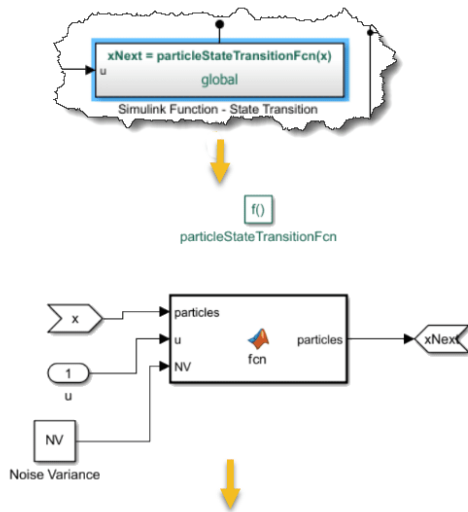 xNext = particleStateTransitionFcn(x)
u
global
Simulink Function - State Transition
f()
particleStateTransitionFcn
x
particles
u
particles
xNext
1
NV
fcn
u
NV
Noise Variance